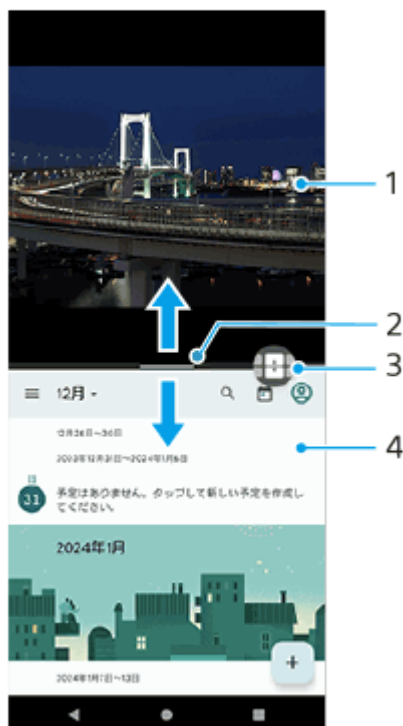 1
2
3
12月
4
12月26日～30日
2023年12月31日～2024年1月6日
日
31
予定はありません。タップして新しい予定を作成し
てください。
2024年1月
2024年1月7日～13日